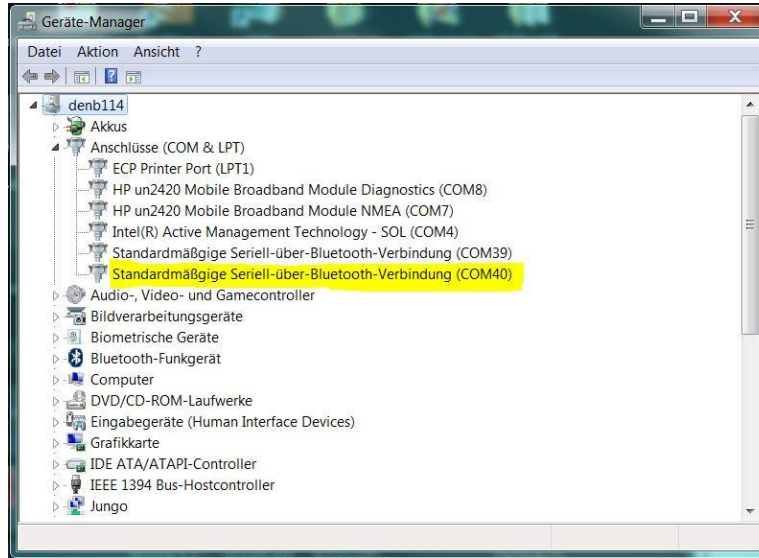 Geräte-Manager
Datei Aktion Ansicht ?
denb114
Akkus
Anschlüsse (COM & LPT)
ECP Printer Port (LPT1)
HP un2420 Mobile Broadband Module Diagnostics (COM8)
HP un2420 Mobile Broadband Module NMEA (COM7)
Intel(R) Active Management Technology - SOL (COM4)
Standardmäßgige Seriell-über-Bluetooth-Verbindung (COM39)
Standardmäßgige Seriell-über-Bluetooth-Verbindung (COM40)
Audio-, Video- und Gamecontroller
Bildverarbeitungsgeräte
Biometrische Geräte
Bluetooth-Funkgerät
Computer
DVD/CD-ROM-Laufwerke
Eingabegeräte (Human Interface Devices)
Grafikkarte
IDE ATA/ATAPI-Controller
IEEE 1394 Bus-Hostcontroller
Jungo